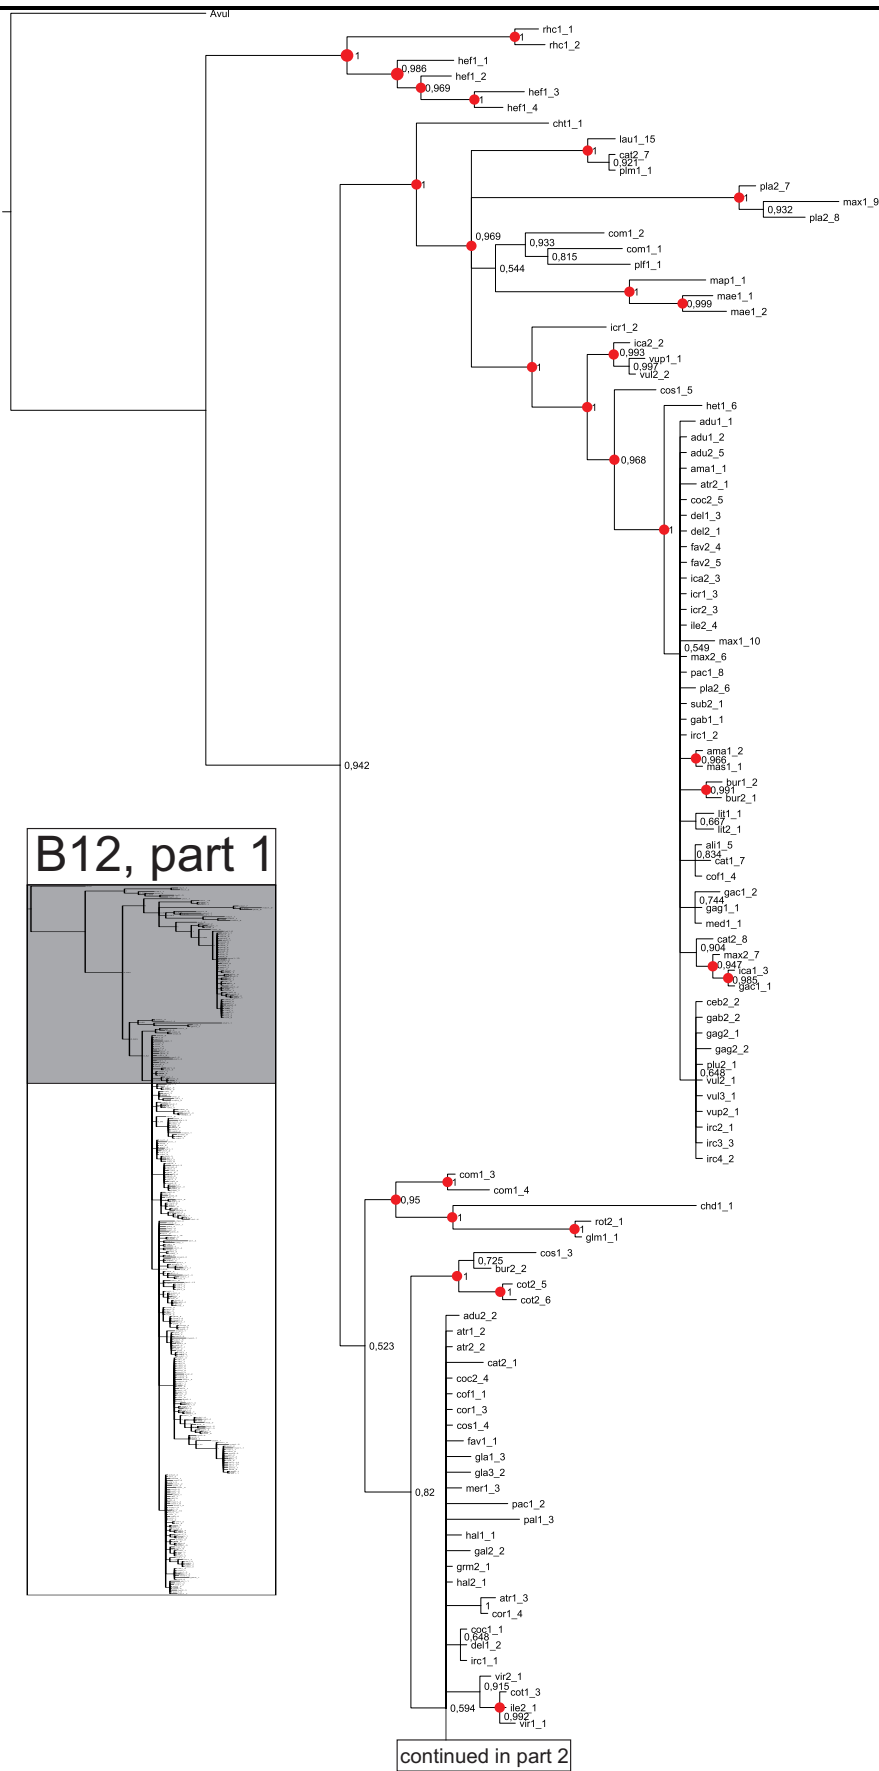 Avul
rhc1_1
1
rhc1_2
1
hef1_1
0,986
hef1_2
0,969
hef1_3
1
hef1_4
cht1_1
lau1_15
1
cat2_7
0,921
plm1_1
1
pla2_7
1
max1_9
0,932
pla2_8
com1_2
0,969
0,933
com1_1
0,815
plf1_1
0,544
map1_1
1
mae1_1
0,999
mae1_2
icr1_2
ica2_2
0,993
vup1_1
0,997
vul2_2
1
cos1_5
het1_6
1
adu1_1
adu1_2
adu2_5
0,968
ama1_1
atr2_1
coc2_5
del1_3
1
del2_1
fav2_4
fav2_5
ica2_3
icr1_3
icr2_3
ile2_4
max1_10
0,549
max2_6
pac1_8
pla2_6
sub2_1
gab1_1
irc1_2
ama1_2
0,966
mas1_1
0,942
bur1_2
0,991
bur2_1
lit1_1
0,667
lit2_1
ali1_5
0,834
cat1_7
cof1_4
B12, part 1
gac1_2
0,744
gag1_1
med1_1
cat2_8
0,904
max2_7
0,947
ica1_3
0,985
gac1_1
ceb2_2
gab2_2
gag2_1
gag2_2
plu2_1
0,648
vul2_1
vul3_1
vup2_1
irc2_1
irc3_3
irc4_2
com1_3
1
com1_4
0,95
chd1_1
1
rot2_1
1
glm1_1
cos1_3
0,725
bur2_2
1
cot2_5
1
cot2_6
adu2_2
atr1_2
0,523
atr2_2
cat2_1
coc2_4
cof1_1
cor1_3
cos1_4
fav1_1
gla1_3
gla3_2
mer1_3
0,82
pac1_2
pal1_3
hal1_1
gal2_2
grm2_1
hal2_1
atr1_3
1
cor1_4
coc1_1
0,648
del1_2
irc1_1
vir2_1
0,915
cot1_3
0,594
ile2_1
0,992
vir1_1
continued in part 2